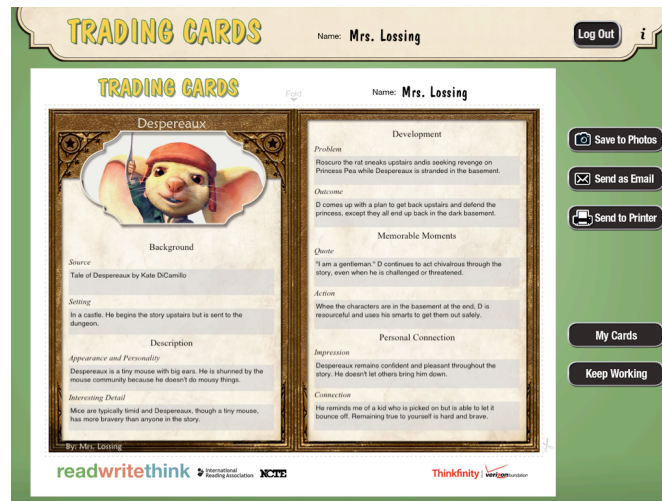 TRADING CARDS
Name: Mrs. Lossing
Log Out
i
TRADING CARDS
Fold
Name: Mrs. Lossing
Despereaux
Background
Source
Tale of Despereaux by Kate DiCamillo
Setting
In a castle. He begins the story upstairs but is sent to the
dungeon.
Description
Appearance and Personality
Despereaux is a tiny mouse with big ears. He is shunned by the
mouse community because he doesn't do mousy things.
Interesting Detail
Mice are typically timid and Despereaux, though a tiny mouse,
has more bravery than anyone in the story.
By: Mrs. Lossing
Development
Problem
Roscuro the rat sneaks upstairs andis seeking revenge on
Princess Pea while Despereaux is stranded in the basement.
Outcome
D comes up with a plan to get back upstairs and defend the
princess, except they all end up back in the dark basement.
Memorable Moments
Quote
"I am a gentleman." D continues to act chivalrous through the
story, even when he is challenged or threatened.
Action
Whee the characters are in the basement at the end, D is
resourceful and uses his smarts to get them out safely.
Personal Connection
Impression
Despereaux remains confident and pleasant throughout the
story. He doesn't let others bring him down.
Connection
He reminds me of a kid who is picked on but is able to let it
bounce off. Remaining true to yourself is hard and brave.
Save to Photos
Send as Email
Send to Printer
My Cards
Keep Working
readwritethink
International
Reading Association
NCTE
Thinkfinity
verizonfoundation